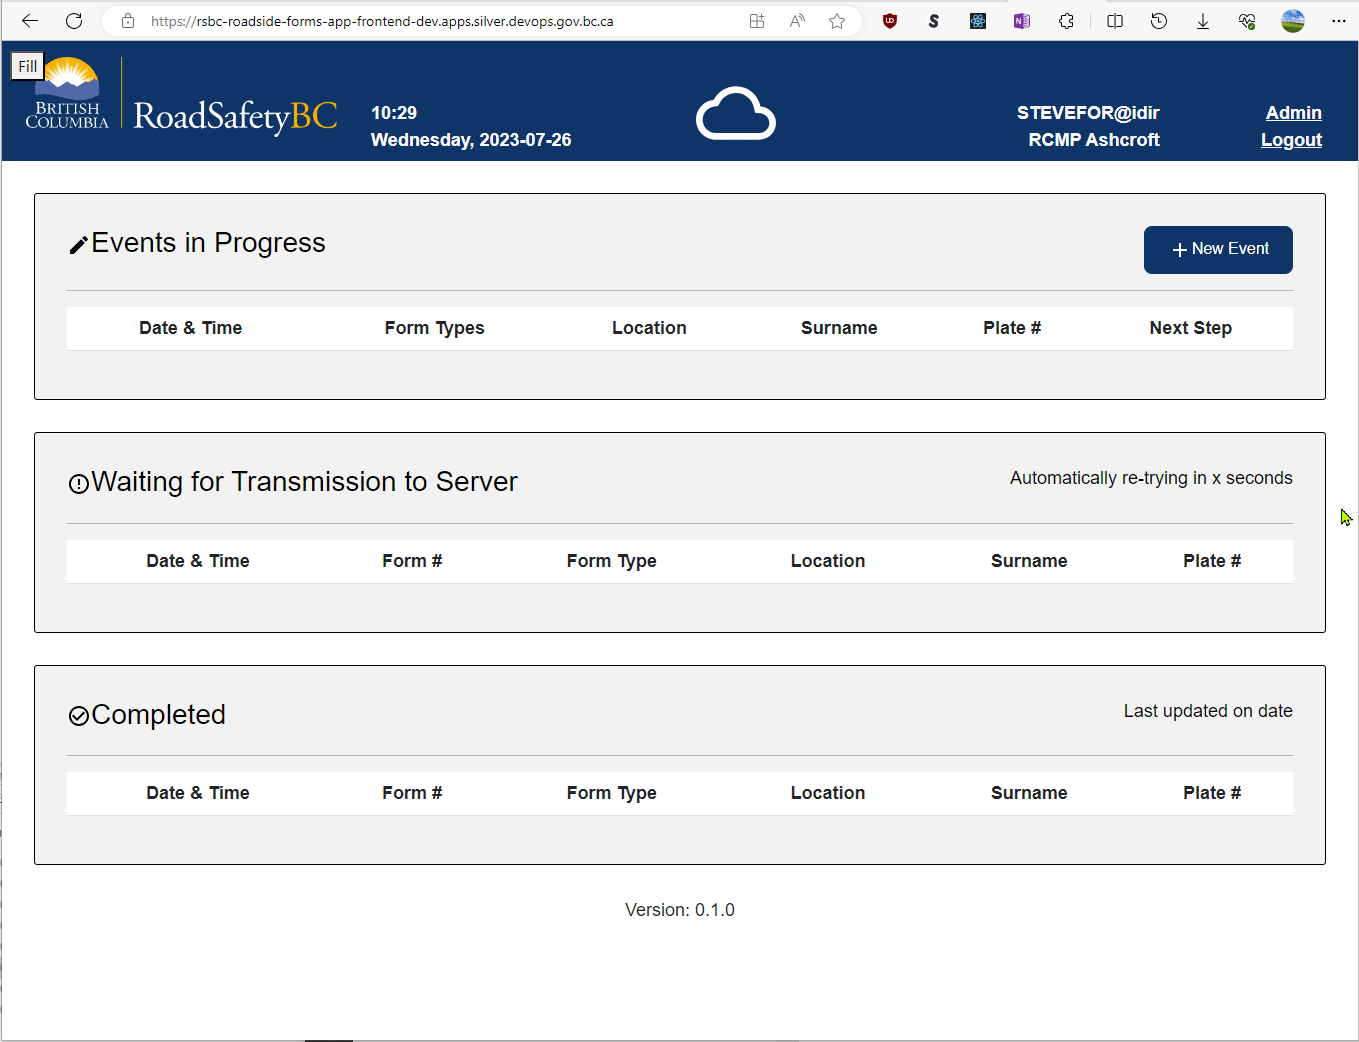 https://rsbc-roadside-forms-app-frontend-dev.apps.silver.devops.gov.bc.ca
Fill
BRITISH
COLUMBIA
RoadSafetyBC
10:29
Wednesday, 2023-07-26
STEVEFOR@idir
RCMP Ashcroft
Admin
Logout
Events in Progress
+ New Event
Date & Time Form Types Location Surname Plate # Next Step
Waiting for Transmission to Server
Automatically re-trying in x seconds
Date & Time Form # Form Type Location Surname Plate #
Completed
Last updated on date
Date & Time Form # Form Type Location Surname Plate #
Version: 0.1.0